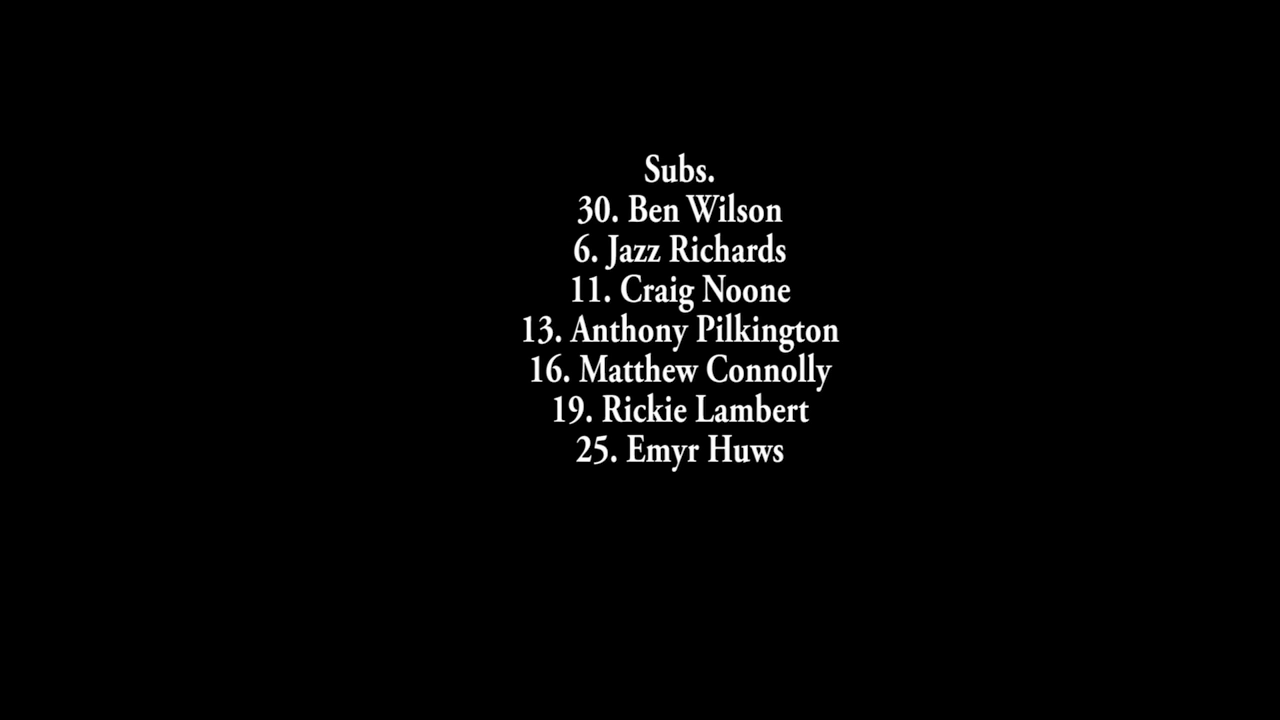 Subs.
30. Ben Wilson
6. Jazz Richards
11. Craig Noone
13. Anthony Pilkington
16. Matthew Connolly
19. Rickie Lambert
25. Emyr Huws